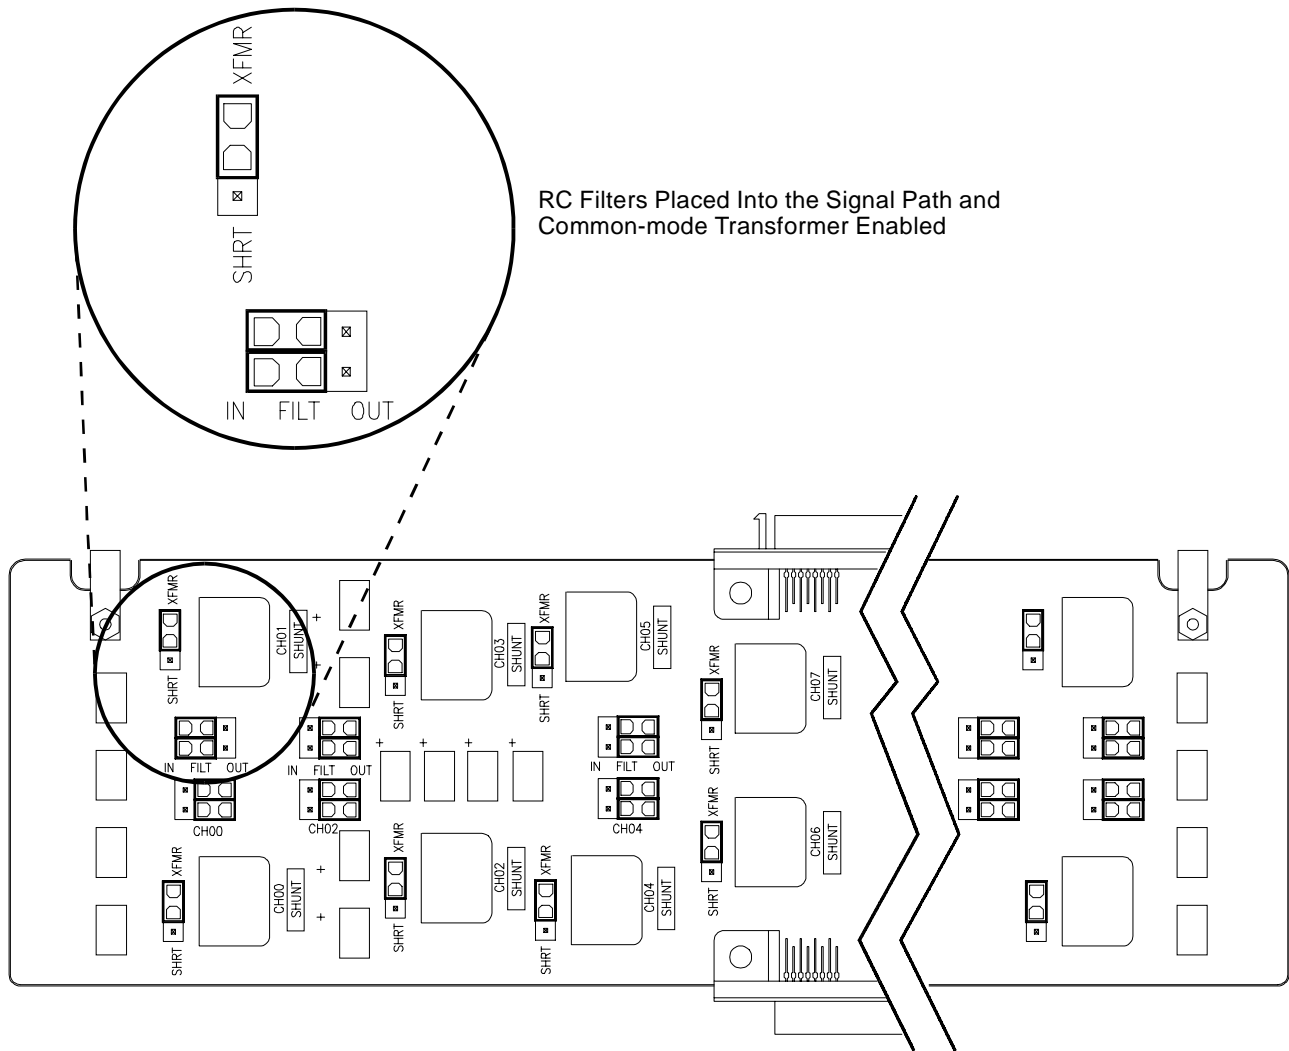 XFMR
SHRT
RC Filters Placed Into the Signal Path and
Common-mode Transformer Enabled
IN FILT OUT
XFMR
SHRT
CH01
SHUNT
+
+
XFMR
SHRT
CH03
SHUNT
XFMR
SHRT
CH05
SHUNT
XFMR
SHRT
CH07
SHUNT
IN FILT OUT
IN FILT OUT
+ + + +
IN FILT OUT
CH00
CH02
CH04
XFMR
SHRT
CH00
SHUNT
+
+
XFMR
SHRT
CH02
SHUNT
XFMR
SHRT
CH04
SHUNT
XFMR
SHRT
CH06
SHUNT